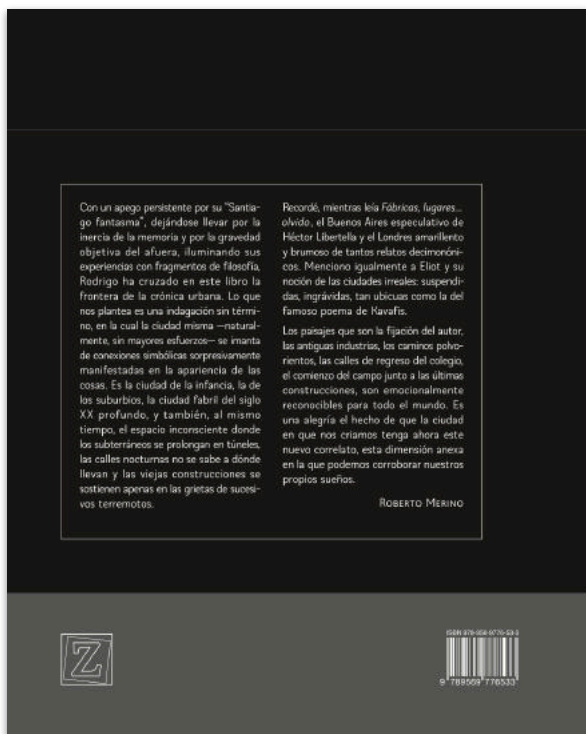 Con un apego persistente por su "Santia-
go fantasma", dejándose llevar por la
inercia de la memoria y por la gravedad
objetiva del afuera, iluminando sus
experiencias con fragmentos de filosofía,
Rodrigo ha cruzado en este libro la
frontera de la crónica urbana. Lo que
nos plantea es una indagación sin térmi-
no, en la cual la ciudad misma —natural-
mente, sin mayores esfuerzos— se imanta
de conexiones simbólicas sorpresivamente
manifestadas en la apariencia de las
cosas. Es la ciudad de la infancia, la de
los suburbios, la ciudad fabril del siglo
XX profundo, y también, al mismo
tiempo, el espacio inconsciente donde
los subterráneos se prolongan en túneles,
las calles nocturnas no se sabe a dónde
llevan y las viejas construcciones se
sostienen apenas en las grietas de sucesi-
vos terremotos.
Recordé, mientras leía Fábricas, lugares...
olvido, el Buenos Aires especulativo de
Héctor Libertella y el Londres amarillento
y brumoso de tantos relatos decimonóni-
cos. Menciono igualmente a Eliot y su
noción de las ciudades irreales: suspendi-
das, ingrávidas, tan ubicuas como la del
famoso poema de Kavafis.
Los paisajes que son la fijación del autor,
las antiguas industrias, los caminos polvo-
rientos, las calles de regreso del colegio,
el comienzo del campo junto a las últimas
construcciones, son emocionalmente
reconocibles para todo el mundo. Es
una alegría el hecho de que la ciudad
en que nos criamos tenga ahora este
nuevo correlato, esta dimensión anexa
en la que podemos corroborar nuestros
propios sueños.
ROBERTO MERINO
Z
ISBN 978-956-9776-53-3
9 789569 776533